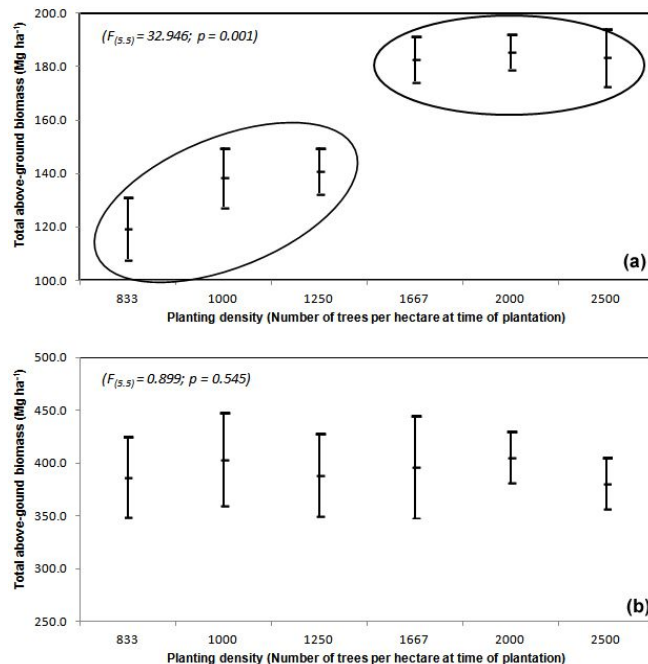 Total above-ground biomass (Mg ha⁻¹)
200.0
180.0
160.0
140.0
120.0
100.0
(F(5.5) = 32.946; p = 0.001)
(a)
833 1000 1250 1667 2000 2500
Planting density (Number of trees per hectare at time of plantation)
Total above-gound biomass (Mg ha⁻¹)
500.0
450.0
400.0
350.0
300.0
250.0
(F(5.5) = 0.899; p = 0.545)
(b)
833 1000 1250 1667 2000 2500
Planting density (Number of trees per hectare at time of plantation)